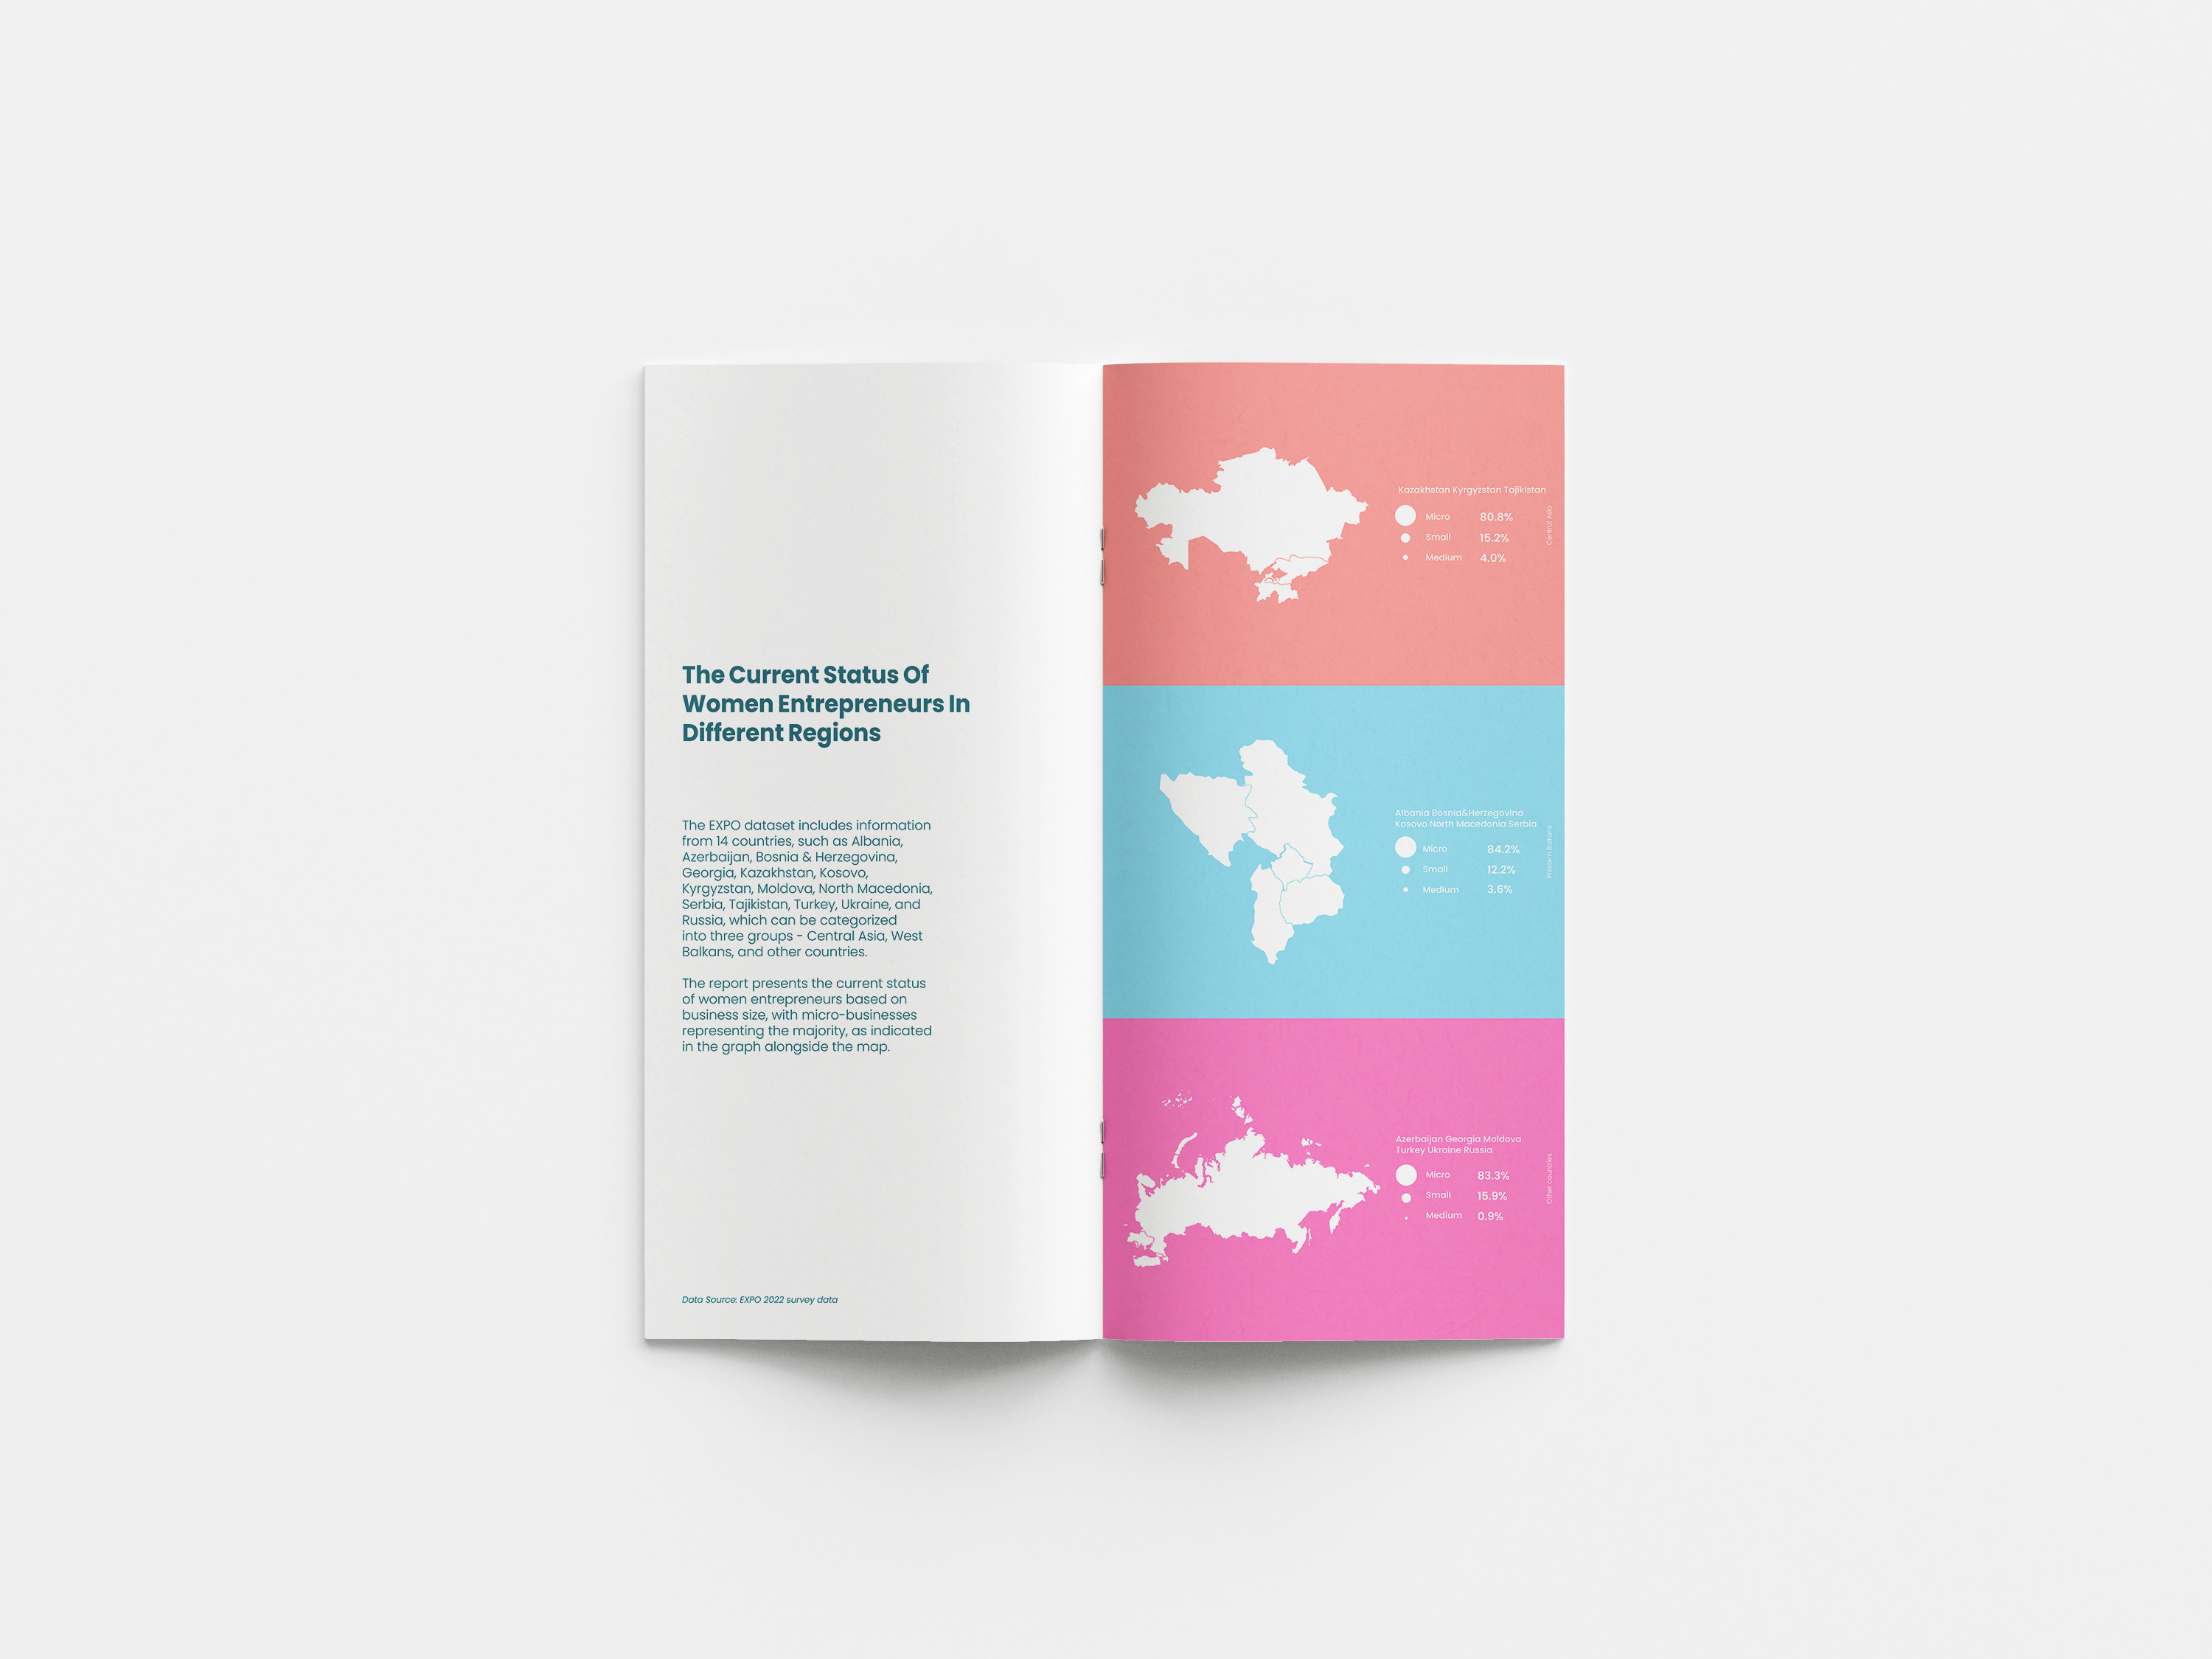 The Current Status Of
Women Entrepreneurs In
Different Regions
The EXPO dataset includes information
from 14 countries, such as Albania,
Azerbaijan, Bosnia & Herzegovina,
Georgia, Kazakhstan, Kosovo,
Kyrgyzstan, Moldova, North Macedonia,
Serbia, Tajikistan, Turkey, Ukraine, and
Russia, which can be categorized
into three groups - Central Asia, West
Balkans, and other countries.
The report presents the current status
of women entrepreneurs based on
business size, with micro-businesses
representing the majority, as indicated
in the graph alongside the map.
Data Source: EXPO 2022 survey data
Kazakhstan Kyrgyzstan Tajikistan
Micro 80.8%
Small 15.2%
Medium 4.0%
Central Asia
Albania Bosnia&Herzegovina
Kosovo North Macedonia Serbia
Micro 84.2%
Small 12.2%
Medium 3.6%
Western Balkans
Azerbaijan Georgia Moldova
Turkey Ukraine Russia
Micro 83.3%
Small 15.9%
Medium 0.9%
Other countries